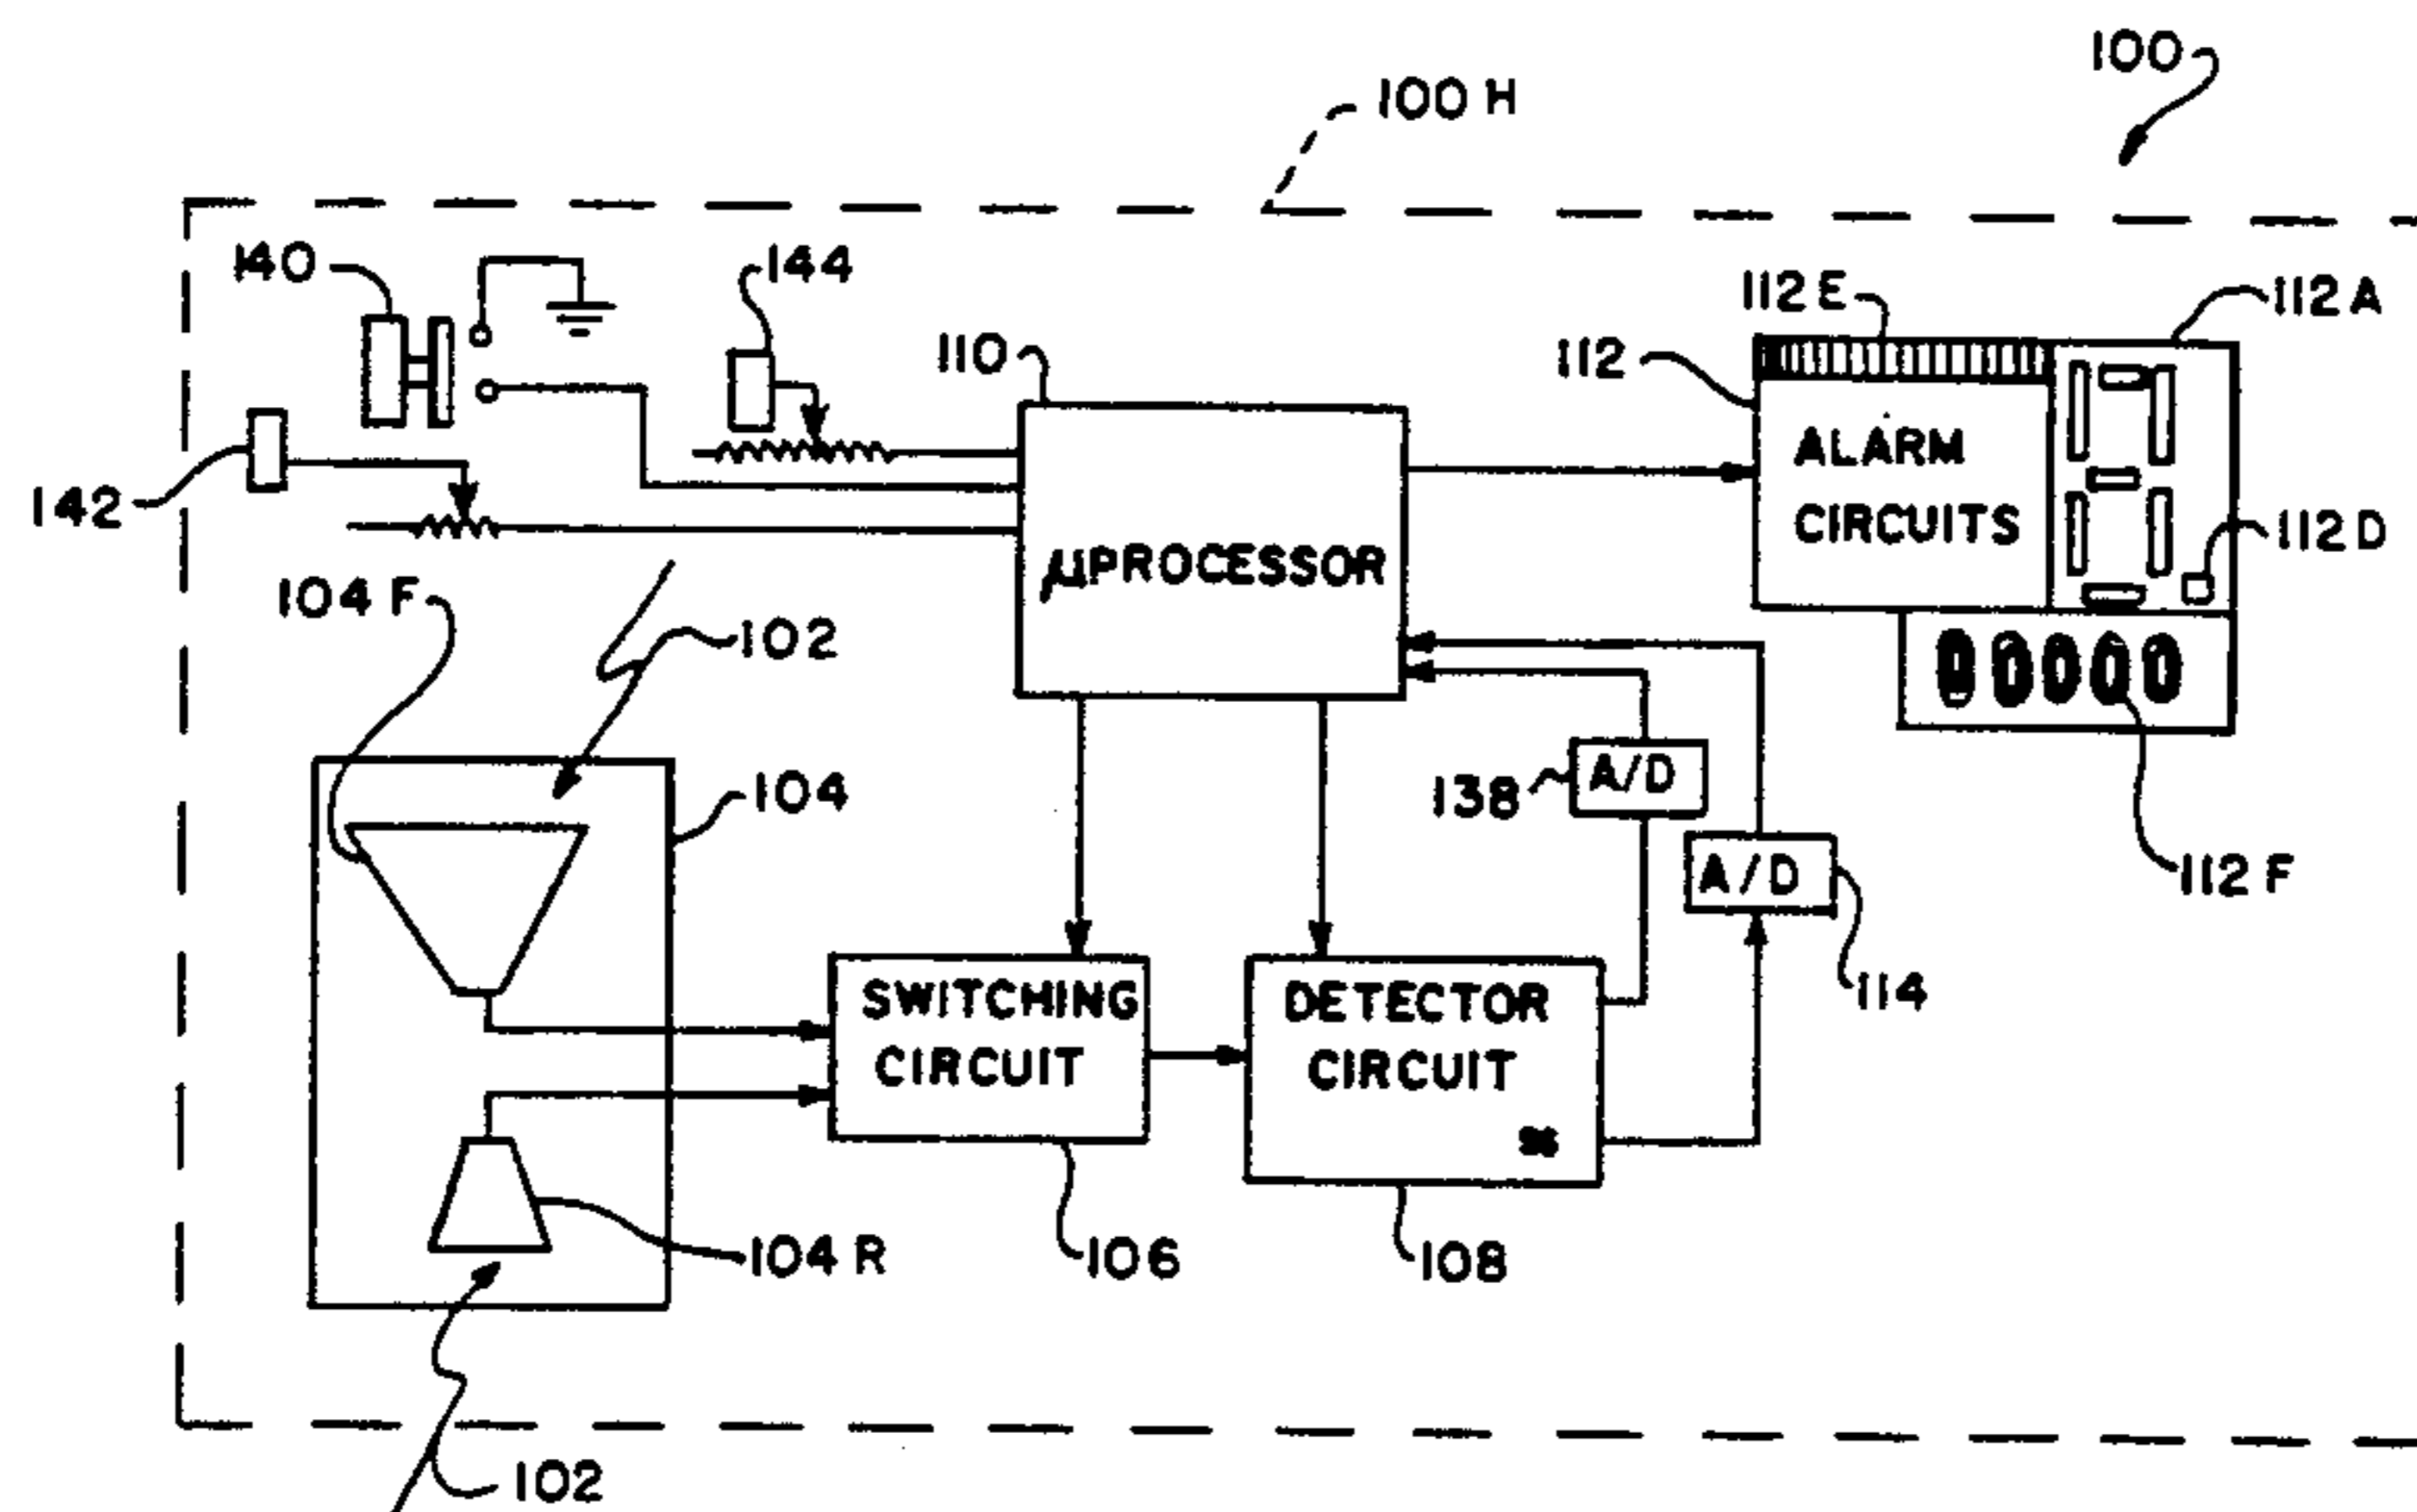 100
100 H
140
144
112 E
112 A
110
112
142
ALARM
CIRCUITS
112 D
µPROCESSOR
104 F
102
00000
138
A/D
104
A/D
112 F
114
SWITCHING
CIRCUIT
DETECTOR
CIRCUIT
104 R
106
108
102